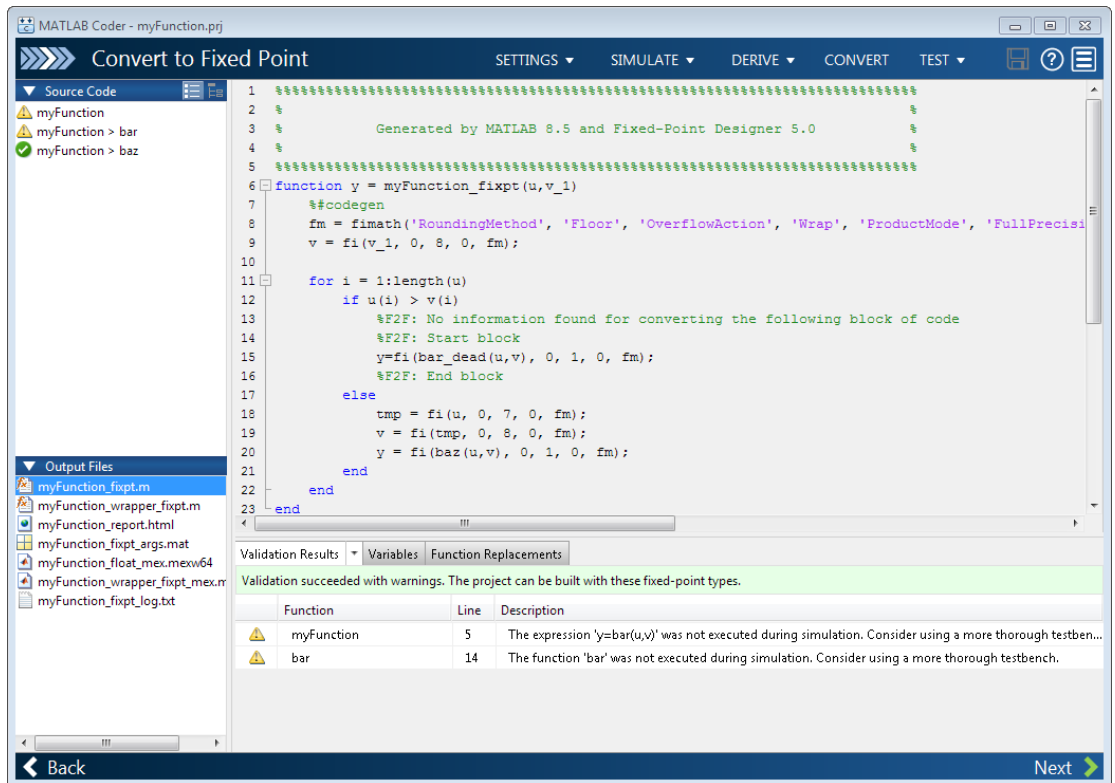 MATLAB Coder - myFunction.prj
Convert to Fixed Point
SETTINGS
SIMULATE
DERIVE
CONVERT
TEST
Source Code
myFunction
myFunction > bar
myFunction > baz
Output Files
myFunction_fixpt.m
myFunction_wrapper_fixpt.m
myFunction_report.html
myFunction_fixpt_args.mat
myFunction_float_mex.mexw64
myFunction_wrapper_fixpt_mex.m
myFunction_fixpt_log.txt
1 %%%%%%%%%%%%%%%%%%%%%%%%%%%%%%%%%%%%%%%%%%%%%%%%%%%%%%%%%%%%%%%%%%%%%%%%%%
2 % %
3 % Generated by MATLAB 8.5 and Fixed-Point Designer 5.0 %
4 % %
5 %%%%%%%%%%%%%%%%%%%%%%%%%%%%%%%%%%%%%%%%%%%%%%%%%%%%%%%%%%%%%%%%%%%%%%%%%%
6 function y = myFunction_fixpt(u,v_1)
7 %#codegen
8 fm = fimath('RoundingMethod', 'Floor', 'OverflowAction', 'Wrap', 'ProductMode', 'FullPrecisi
9 v = fi(v_1, 0, 8, 0, fm);
10
11 for i = 1:length(u)
12 if u(i) > v(i)
13 %F2F: No information found for converting the following block of code
14 %F2F: Start block
15 y=fi(bar_dead(u,v), 0, 1, 0, fm);
16 %F2F: End block
17 else
18 tmp = fi(u, 0, 7, 0, fm);
19 v = fi(tmp, 0, 8, 0, fm);
20 y = fi(baz(u,v), 0, 1, 0, fm);
21 end
22 end
23 end
Validation Results
Variables
Function Replacements
Validation succeeded with warnings. The project can be built with these fixed-point types.
Function Line Description
myFunction 5 The expression 'y=bar(u,v)' was not executed during simulation. Consider using a more thorough testben...
bar 14 The function 'bar' was not executed during simulation. Consider using a more thorough testbench.
Back
Next